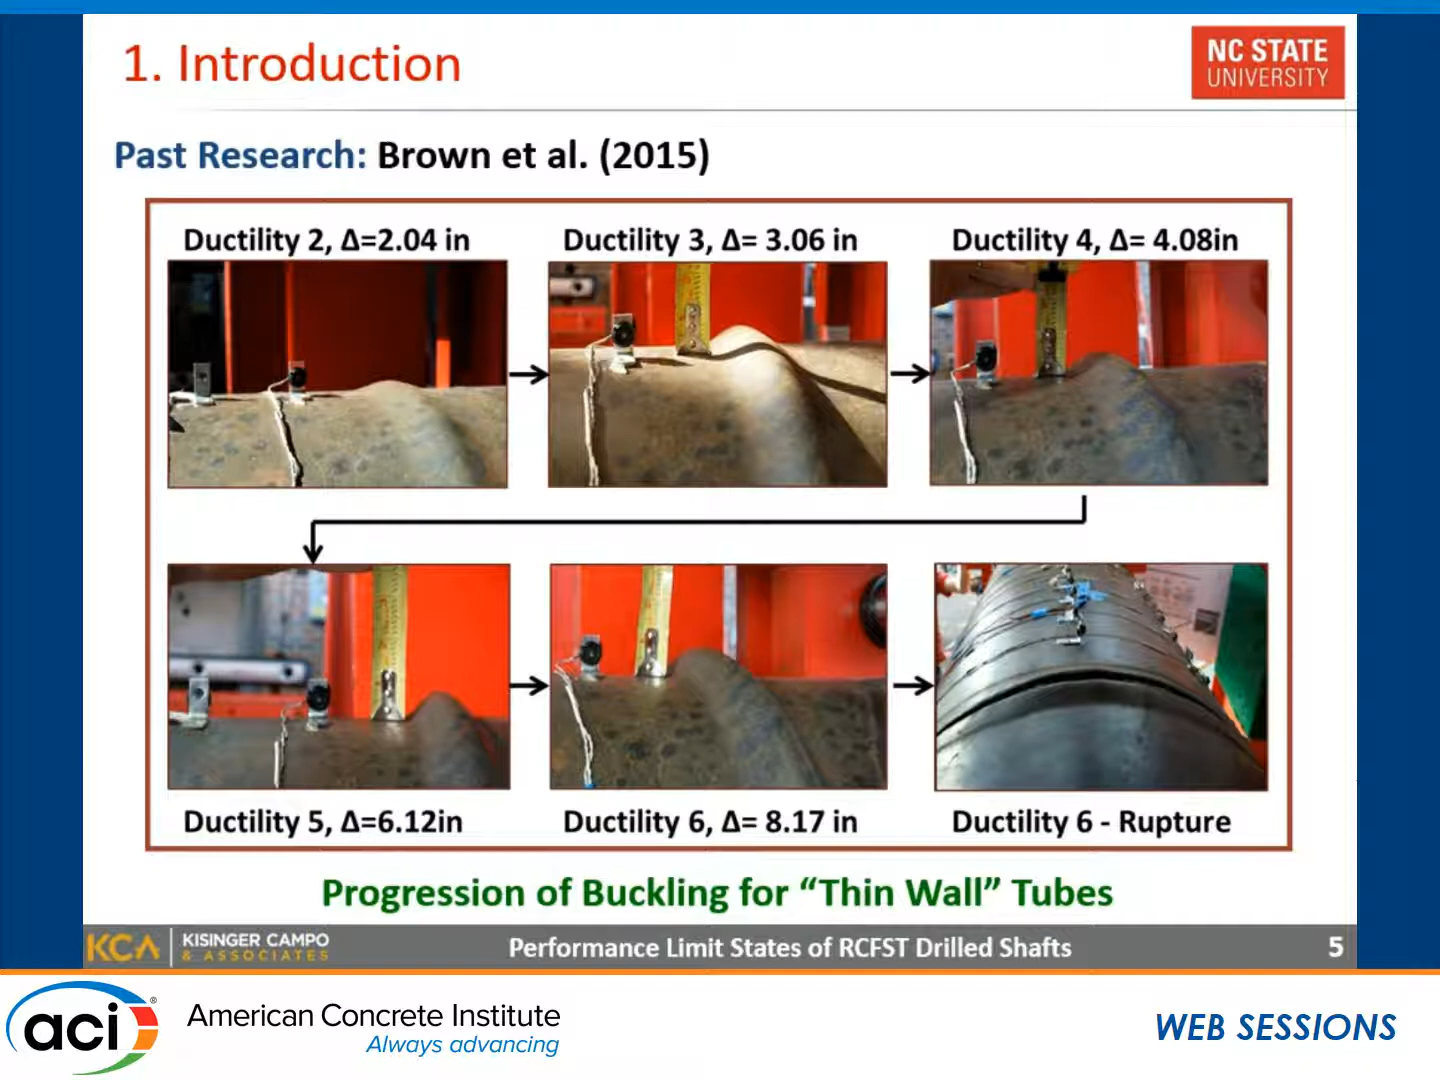 1. Introduction
NC STATE
UNIVERSITY
Past Research: Brown et al. (2015)
Ductility 2, Δ=2.04 in
Ductility 3, Δ= 3.06 in
Ductility 4, Δ= 4.08in
Ductility 5, Δ=6.12in
Ductility 6, Δ= 8.17 in
Ductility 6 - Rupture
Progression of Buckling for “Thin Wall” Tubes
KCA
KISINGER CAMPO
& ASSOCIATES
Performance Limit States of RCFST Drilled Shafts
5
aci®
American Concrete Institute
Always advancing
WEB SESSIONS